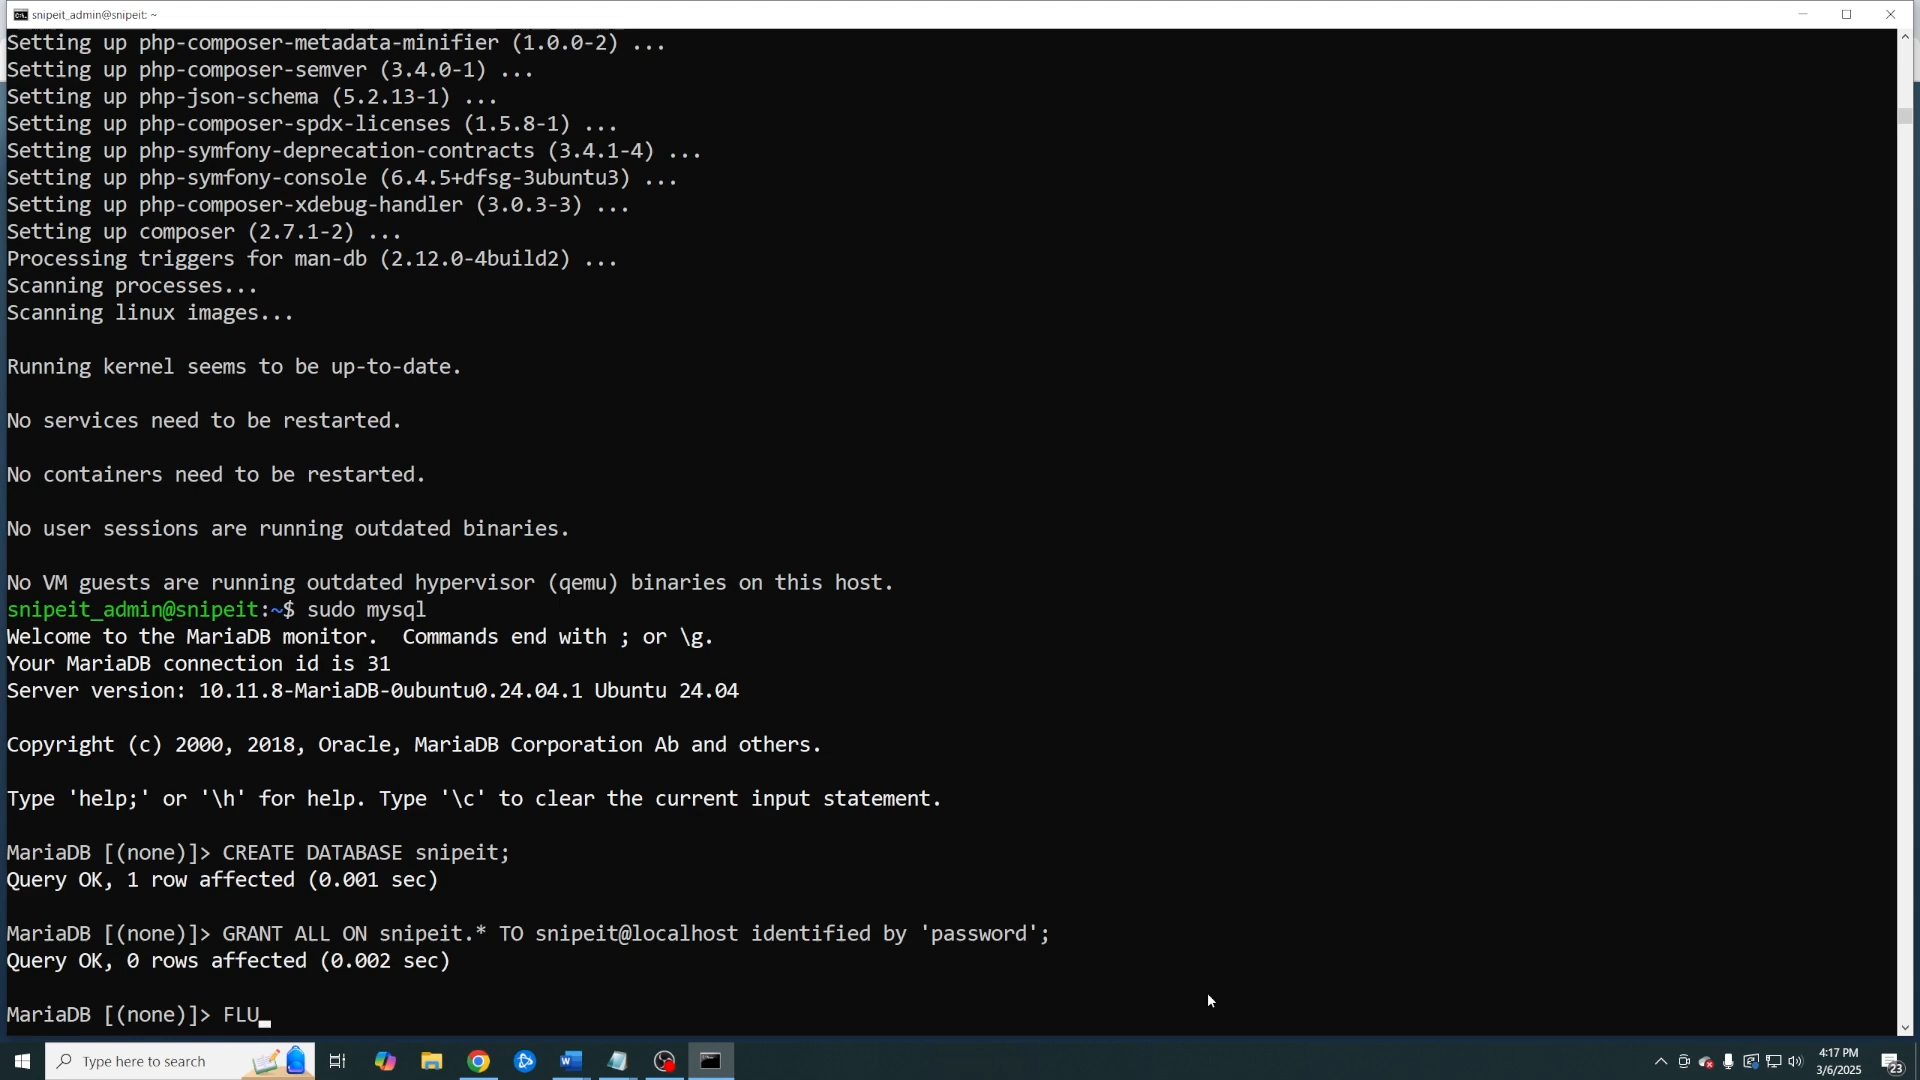 snipeit_admin@snipeit: ~
Setting up php-composer-metadata-minifier (1.0.0-2) ...
Setting up php-composer-semver (3.4.0-1) ...
Setting up php-json-schema (5.2.13-1) ...
Setting up php-composer-spdx-licenses (1.5.8-1) ...
Setting up php-symfony-deprecation-contracts (3.4.1-4) ...
Setting up php-symfony-console (6.4.5+dfsg-3ubuntu3) ...
Setting up php-composer-xdebug-handler (3.0.3-3) ...
Setting up composer (2.7.1-2) ...
Processing triggers for man-db (2.12.0-4build2) ...
Scanning processes...
Scanning linux images...
Running kernel seems to be up-to-date.
No services need to be restarted.
No containers need to be restarted.
No user sessions are running outdated binaries.
No VM guests are running outdated hypervisor (qemu) binaries on this host.
snipeit_admin@snipeit:~$ sudo mysql
Welcome to the MariaDB monitor.  Commands end with ; or \g.
Your MariaDB connection id is 31
Server version: 10.11.8-MariaDB-0ubuntu0.24.04.1 Ubuntu 24.04
Copyright (c) 2000, 2018, Oracle, MariaDB Corporation Ab and others.
Type 'help;' or '\h' for help. Type '\c' to clear the current input statement.
MariaDB [(none)]> CREATE DATABASE snipeit;
Query OK, 1 row affected (0.001 sec)
MariaDB [(none)]> GRANT ALL ON snipeit.* TO snipeit@localhost identified by 'password';
Query OK, 0 rows affected (0.002 sec)
MariaDB [(none)]> FLU
Type here to search
4:17 PM
3/6/2025
23